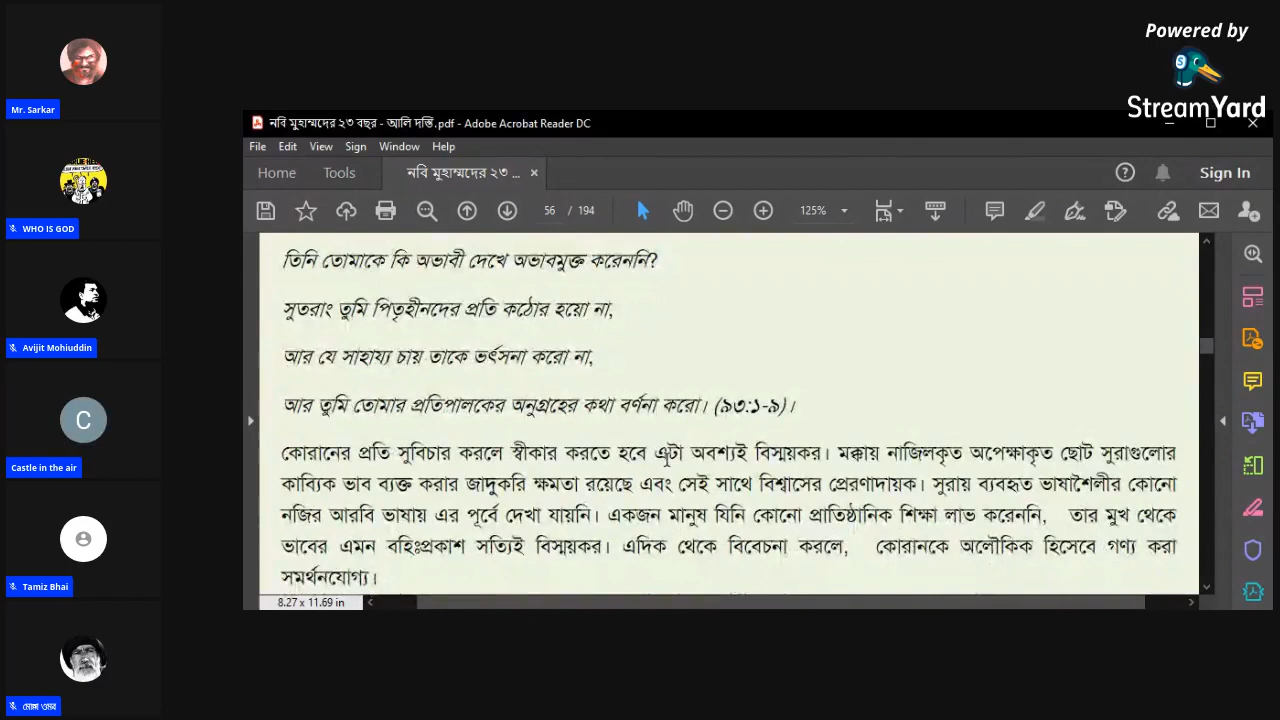 Powered by
StreamYard
Mr. Sarkar
WHO IS GOD
Avijit Mohiuddin
C
Castle in the air
Tamiz Bhai
মোল্লা ওমর
নবি মুহাম্মদের ২৩ বছর - আলি দস্তি.pdf - Adobe Acrobat Reader DC
File Edit View Sign Window Help
Home Tools নবি মুহাম্মদের ২৩ ... × Sign In
56 / 194 125%
তিনি তোমাকে কি অভাবী দেখে অভাবমুক্ত করেননি?
সুতরাং তুমি পিতৃহীনদের প্রতি কঠোর হয়ো না,
আর যে সাহায্য চায় তাকে ভর্ৎসনা করো না,
আর তুমি তোমার প্রতিপালকের অনুগ্রহের কথা বর্ণনা করো। (৯৩:১-৯)।
কোরানের প্রতি সুবিচার করলে স্বীকার করতে হবে এটা অবশ্যই বিস্ময়কর। মক্কায় নাজিলকৃত অপেক্ষাকৃত ছোট সুরাগুলোর
কাব্যিক ভাব ব্যক্ত করার জাদুকরি ক্ষমতা রয়েছে এবং সেই সাথে বিশ্বাসের প্রেরণাদায়ক। সুরায় ব্যবহৃত ভাষাশৈলীর কোনো
নজির আরবি ভাষায় এর পূর্বে দেখা যায়নি। একজন মানুষ যিনি কোনো প্রাতিষ্ঠানিক শিক্ষা লাভ করেননি, তার মুখ থেকে
ভাবের এমন বহিঃপ্রকাশ সত্যিই বিস্ময়কর। এদিক থেকে বিবেচনা করলে, কোরানকে অলৌকিক হিসেবে গণ্য করা
সমর্থনযোগ্য।
8.27 x 11.69 in